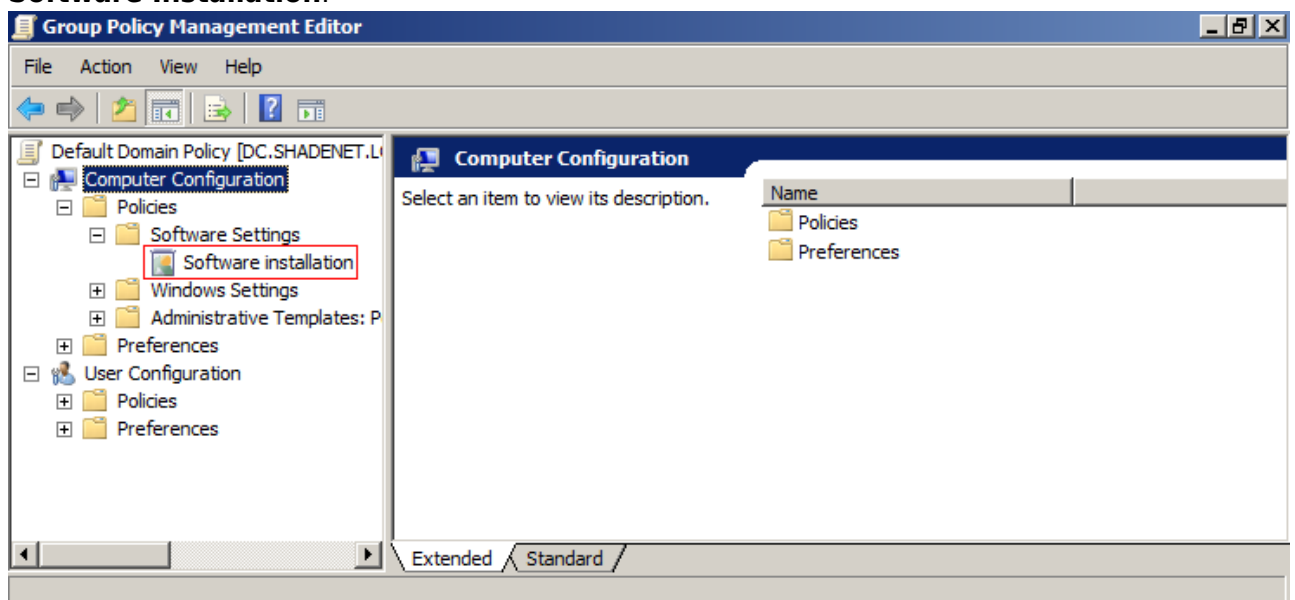 Software installation.
Group Policy Management Editor
File Action View Help
Default Domain Policy [DC.SHADENET.L
Computer Configuration
Policies
Software Settings
Software installation
Windows Settings
Administrative Templates: P
Preferences
User Configuration
Policies
Preferences
Computer Configuration
Select an item to view its description.
Name
Policies
Preferences
Extended Standard